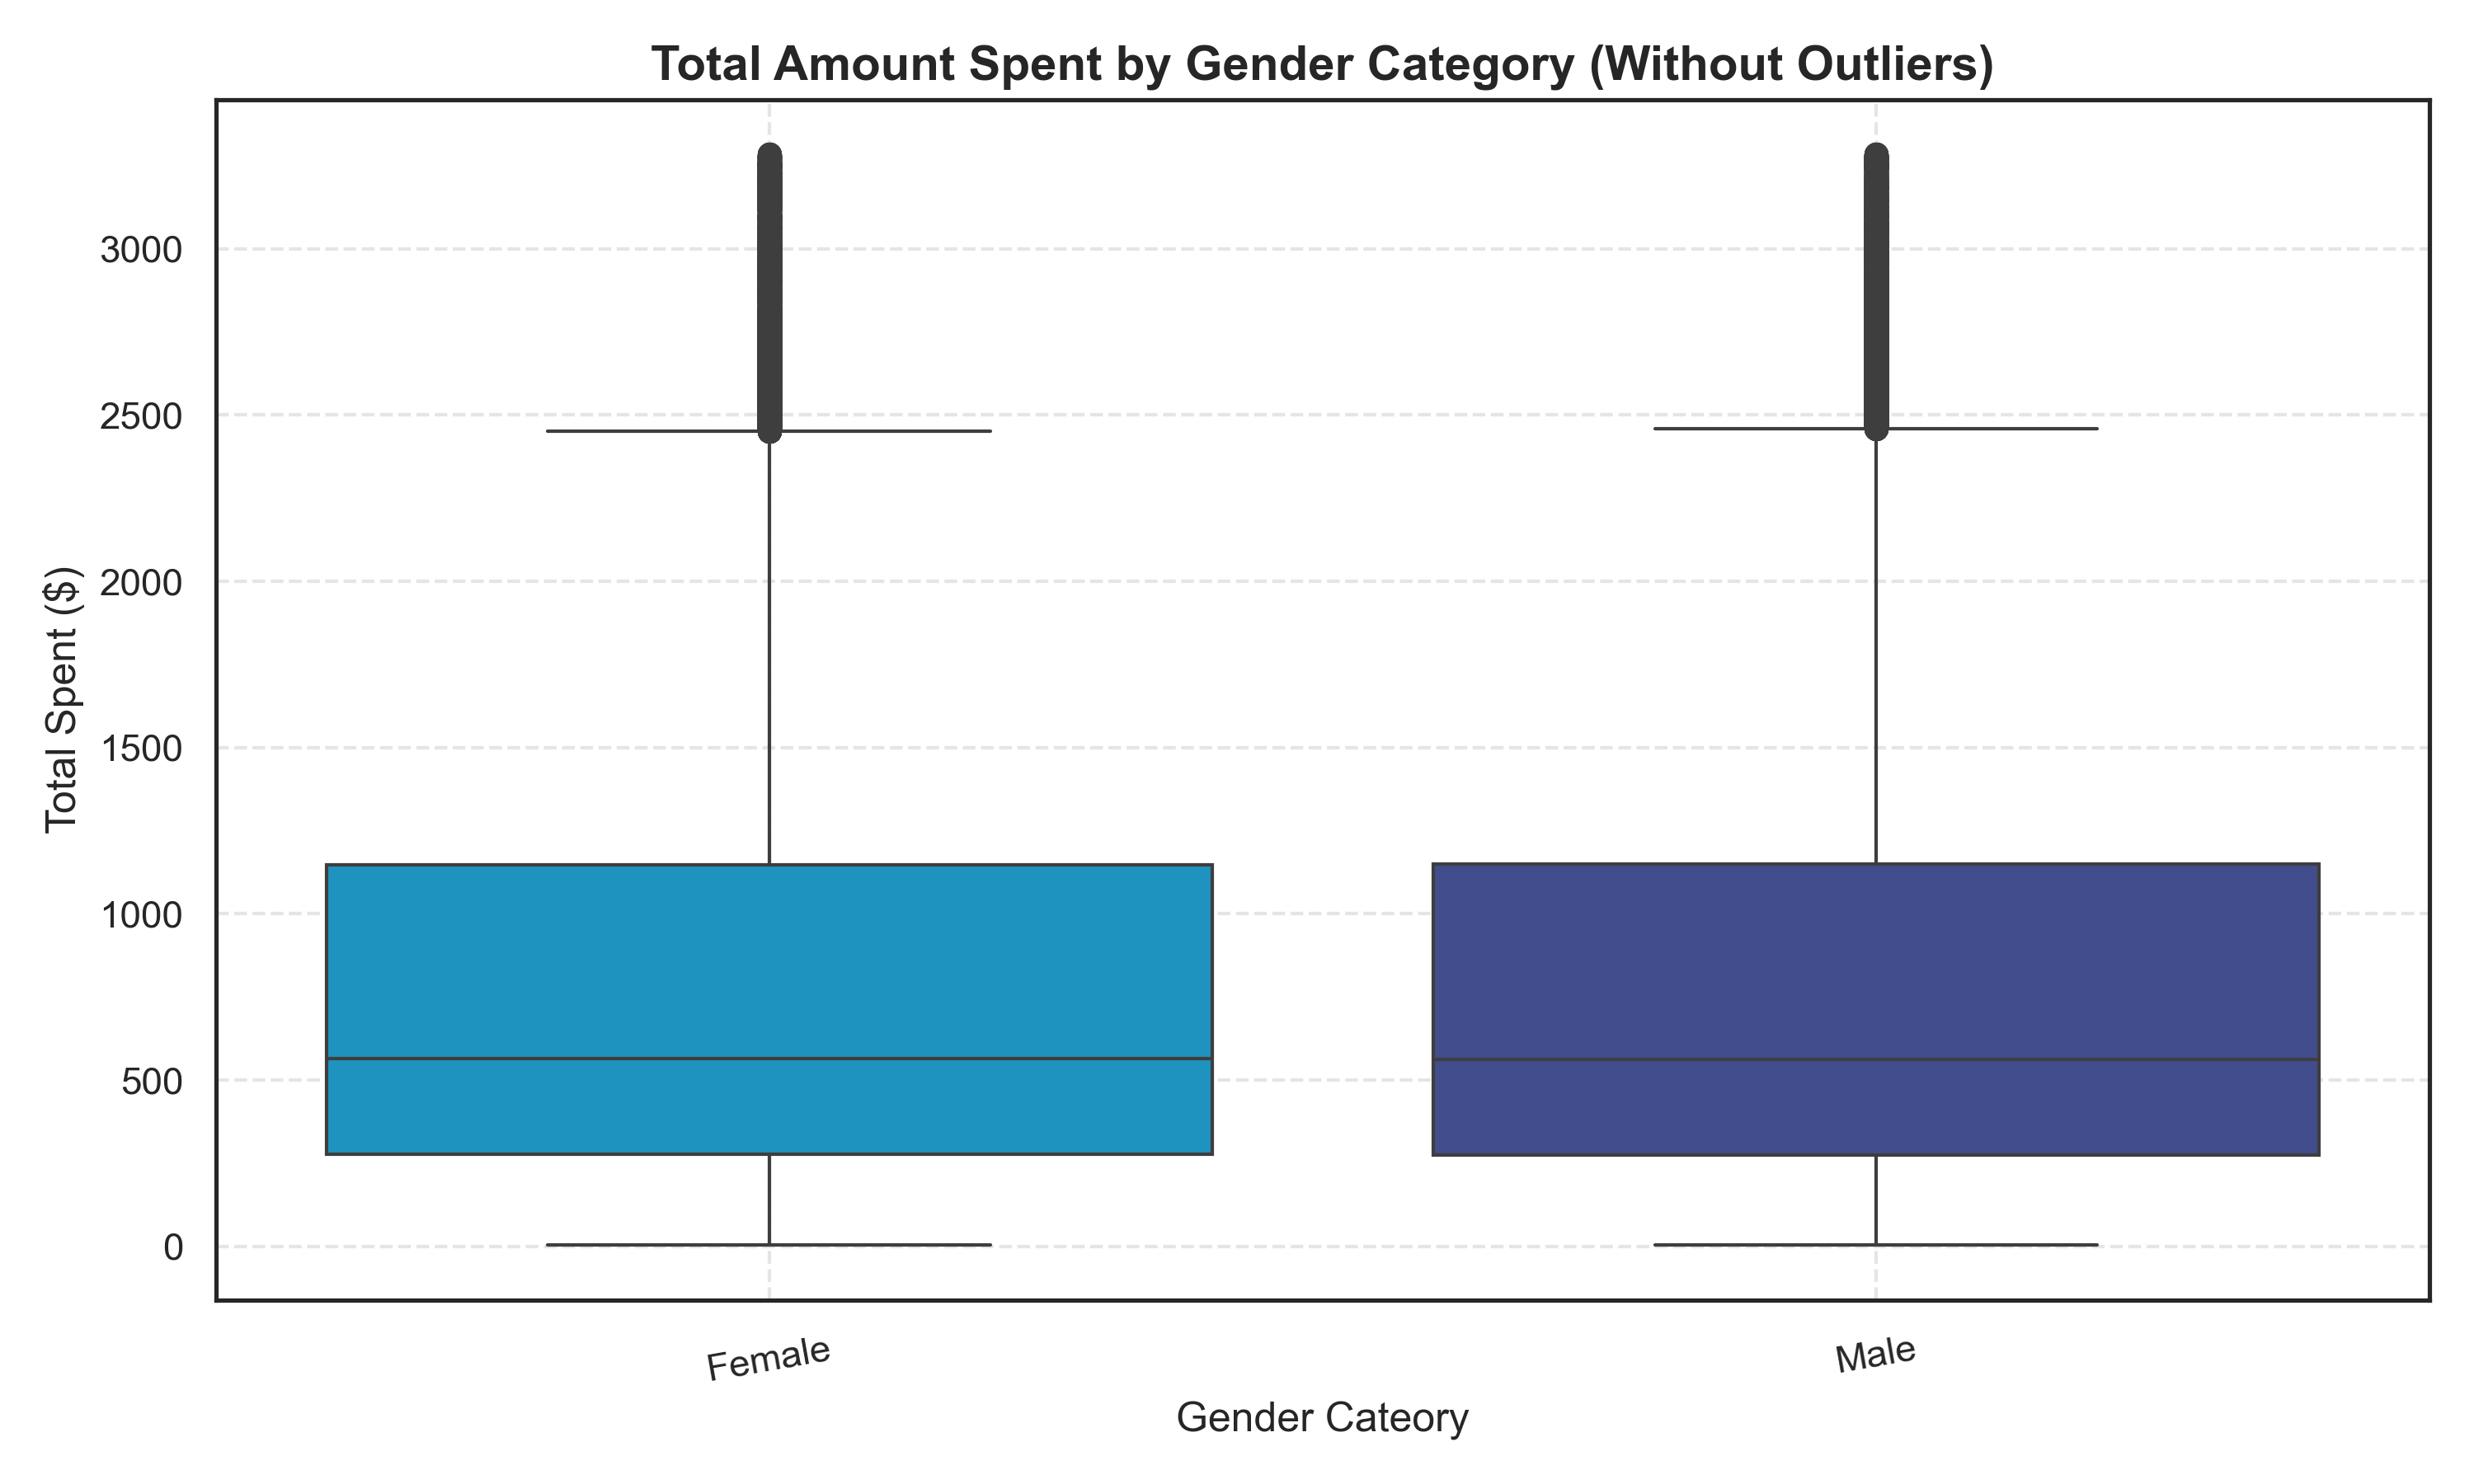 Total Amount Spent by Gender Category (Without Outliers)
Total Spent ($)
3000
2500
2000
1500
1000
500
0
Female
Male
Gender Cateory